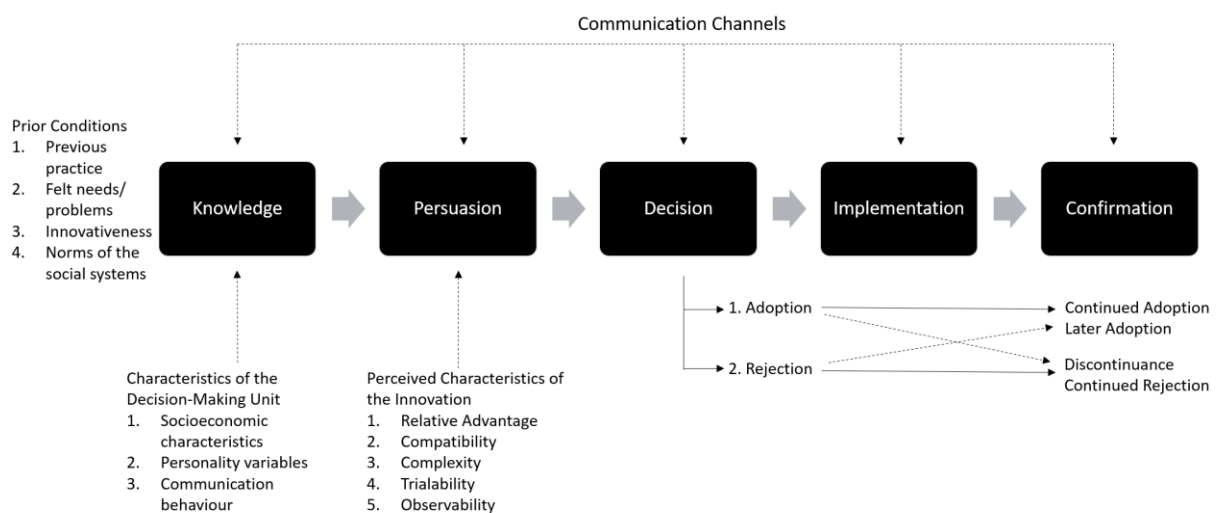 Communication Channels
Prior Conditions
1. Previous
practice
2. Felt needs/
problems
3. Innovativeness
4. Norms of the
social systems
Knowledge
Persuasion
Decision
Implementation
Confirmation
1. Adoption
2. Rejection
Continued Adoption
Later Adoption
Discontinuance
Continued Rejection
Characteristics of the
Decision-Making Unit
1. Socioeconomic
characteristics
2. Personality variables
3. Communication
behaviour
Perceived Characteristics of
the Innovation
1. Relative Advantage
2. Compatibility
3. Complexity
4. Trialability
5. Observability